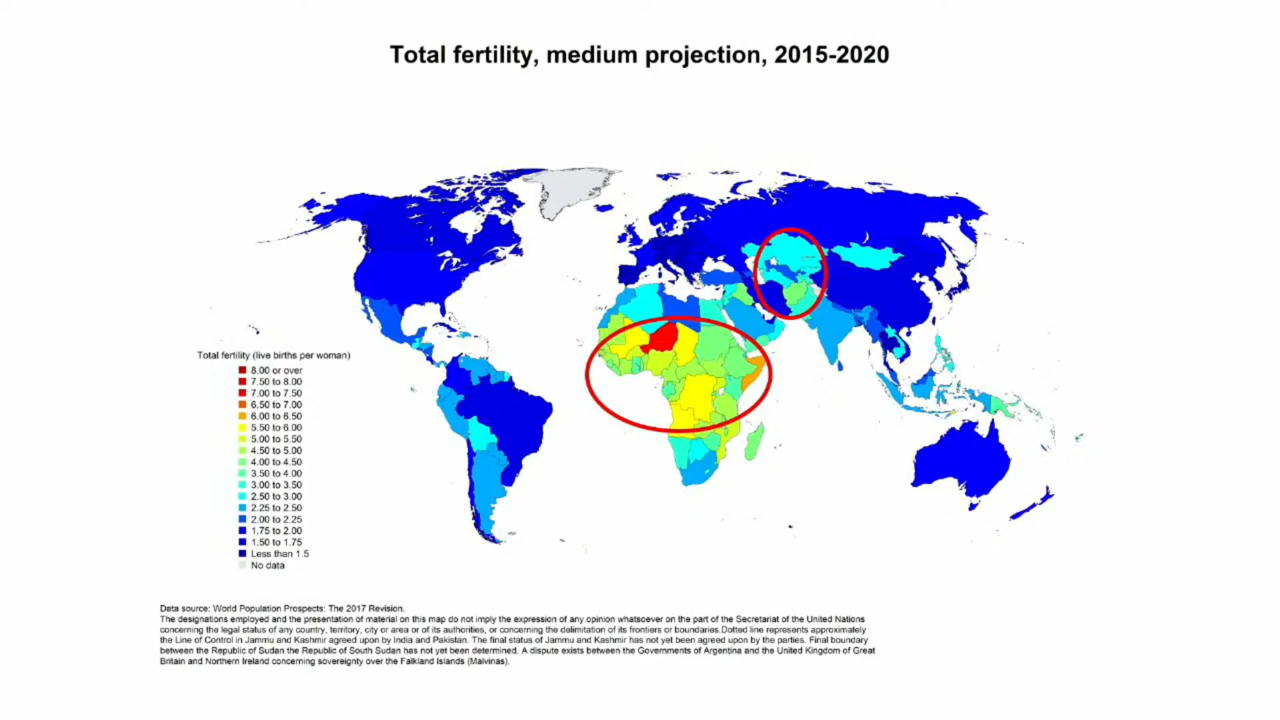 Total fertility, medium projection, 2015-2020
Total fertility (live births per woman)
8.00 or over
7.50 to 8.00
7.00 to 7.50
6.50 to 7.00
6.00 to 6.50
5.50 to 6.00
5.00 to 5.50
4.50 to 5.00
4.00 to 4.50
3.50 to 4.00
3.00 to 3.50
2.50 to 3.00
2.25 to 2.50
2.00 to 2.25
1.75 to 2.00
1.50 to 1.75
Less than 1.5
No data
Data source: World Population Prospects: The 2017 Revision.
The designations employed and the presentation of material on this map do not imply the expression of any opinion whatsoever on the part of the Secretariat of the United Nations
concerning the legal status of any country, territory, city or area or of its authorities, or concerning the delimitation of its frontiers or boundaries.Dotted line represents approximately
the Line of Control in Jammu and Kashmir agreed upon by India and Pakistan. The final status of Jammu and Kashmir has not yet been agreed upon by the parties. Final boundary
between the Republic of Sudan the Republic of South Sudan has not yet been determined. A dispute exists between the Governments of Argentina and the United Kingdom of Great
Britain and Northern Ireland concerning sovereignty over the Falkland Islands (Malvinas).